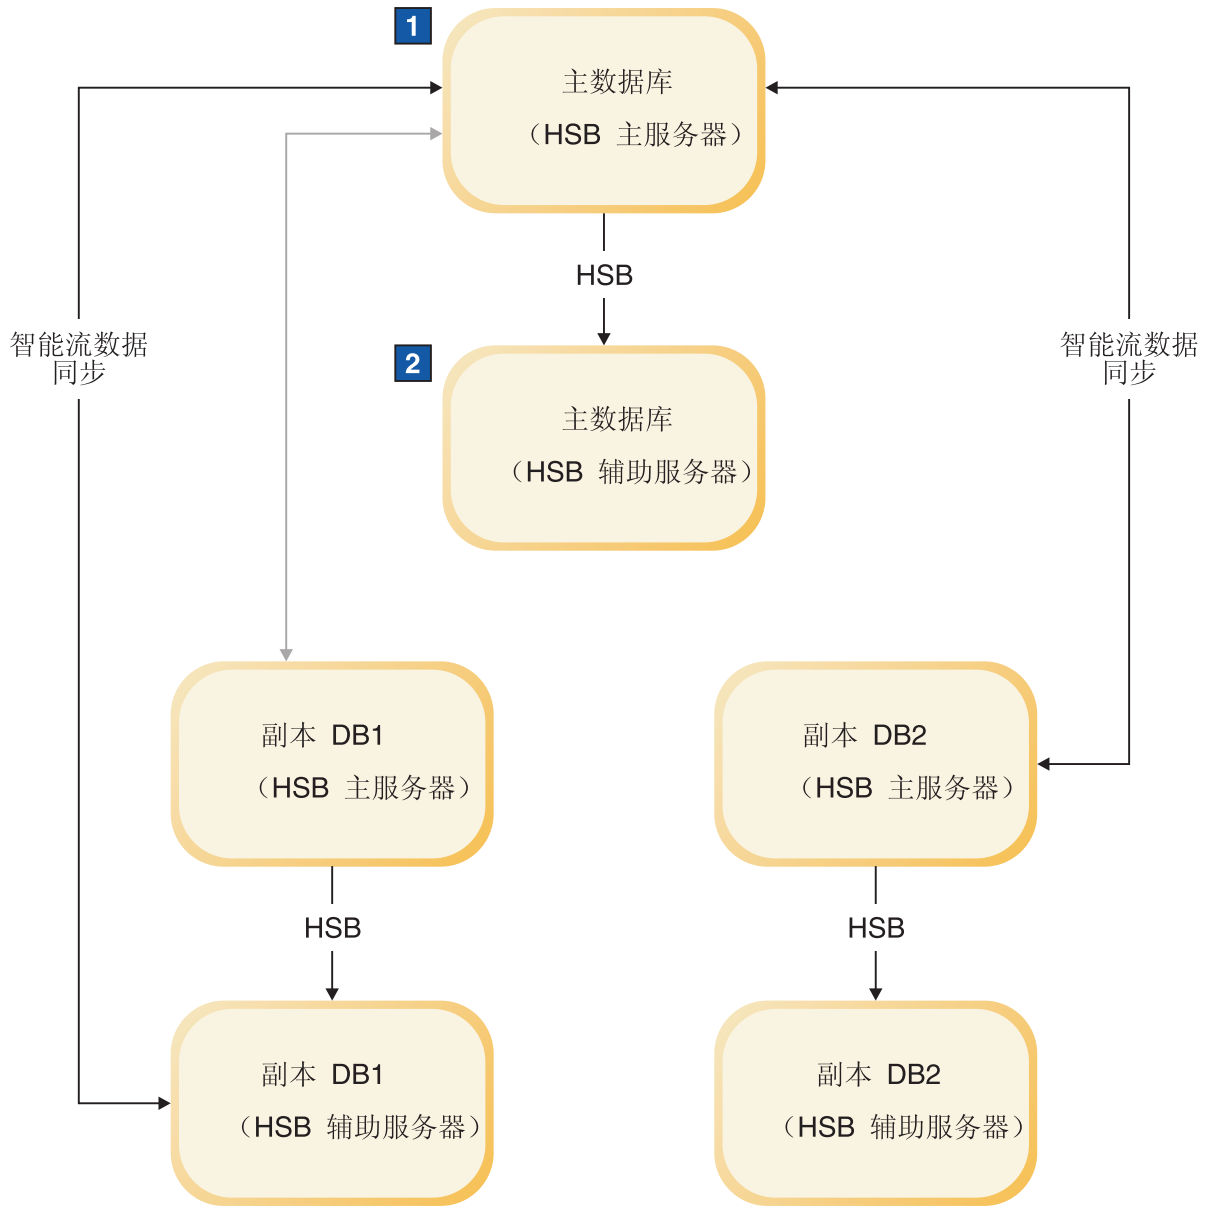 1
主数据库
（HSB 主服务器）
HSB
智能流数据
同步
智能流数据
同步
2
主数据库
（HSB 辅助服务器）
副本 DB1
（HSB 主服务器）
副本 DB2
（HSB 主服务器）
HSB
HSB
副本 DB1
（HSB 辅助服务器）
副本 DB2
（HSB 辅助服务器）